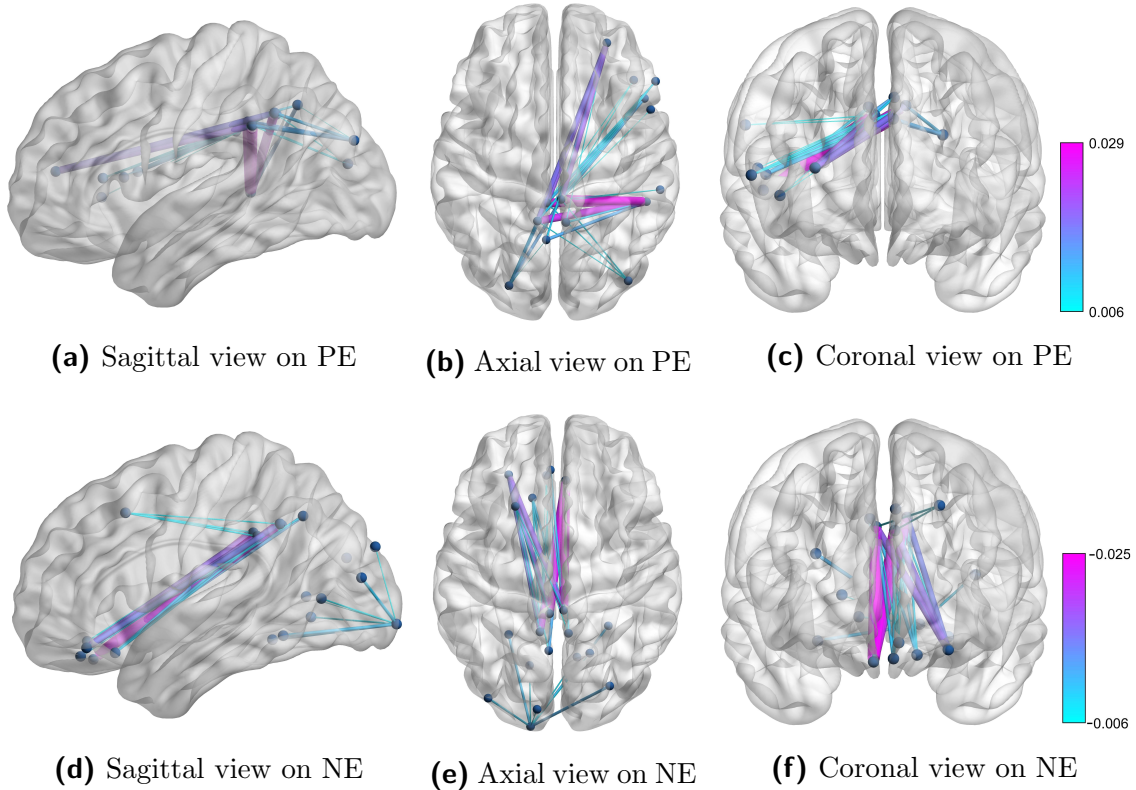 0.029
0.006
(a) Sagittal view on PE
(b) Axial view on PE
(c) Coronal view on PE
-0.025
-0.006
(d) Sagittal view on NE
(e) Axial view on NE
(f) Coronal view on NE